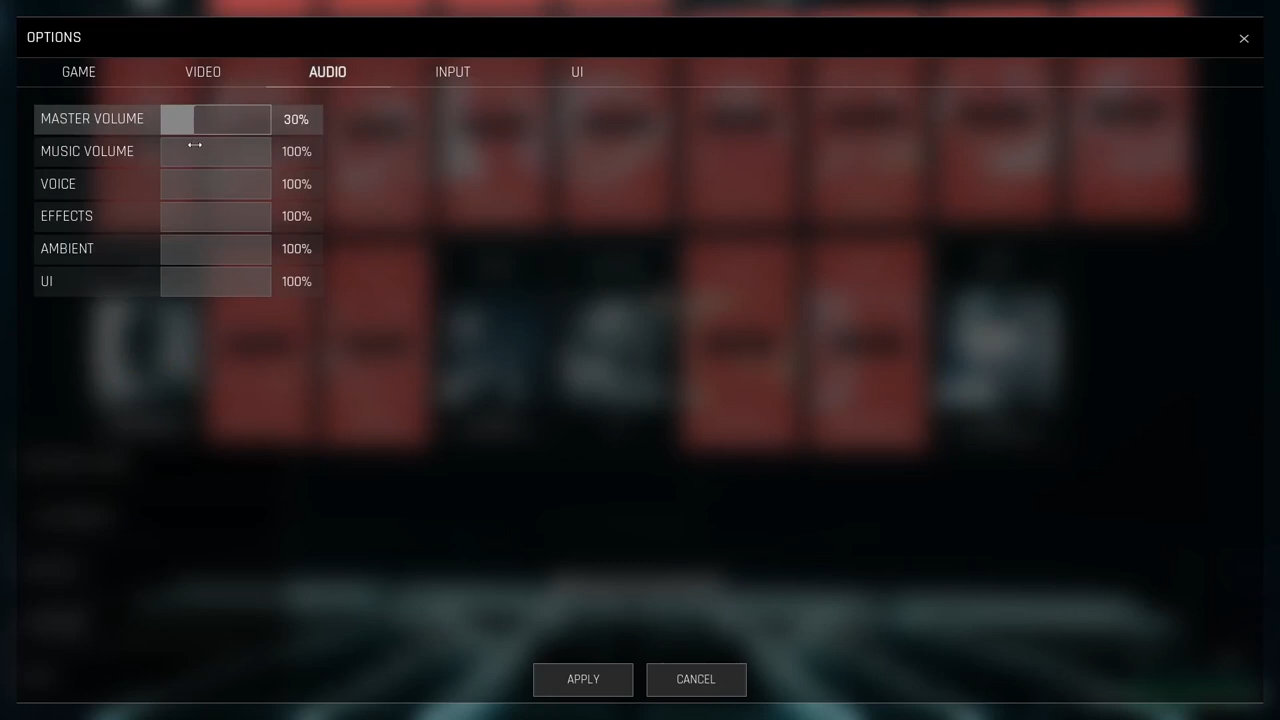 OPTIONS
GAME VIDEO AUDIO INPUT UI
MASTER VOLUME 30%
MUSIC VOLUME 100%
VOICE 100%
EFFECTS 100%
AMBIENT 100%
UI 100%
APPLY CANCEL